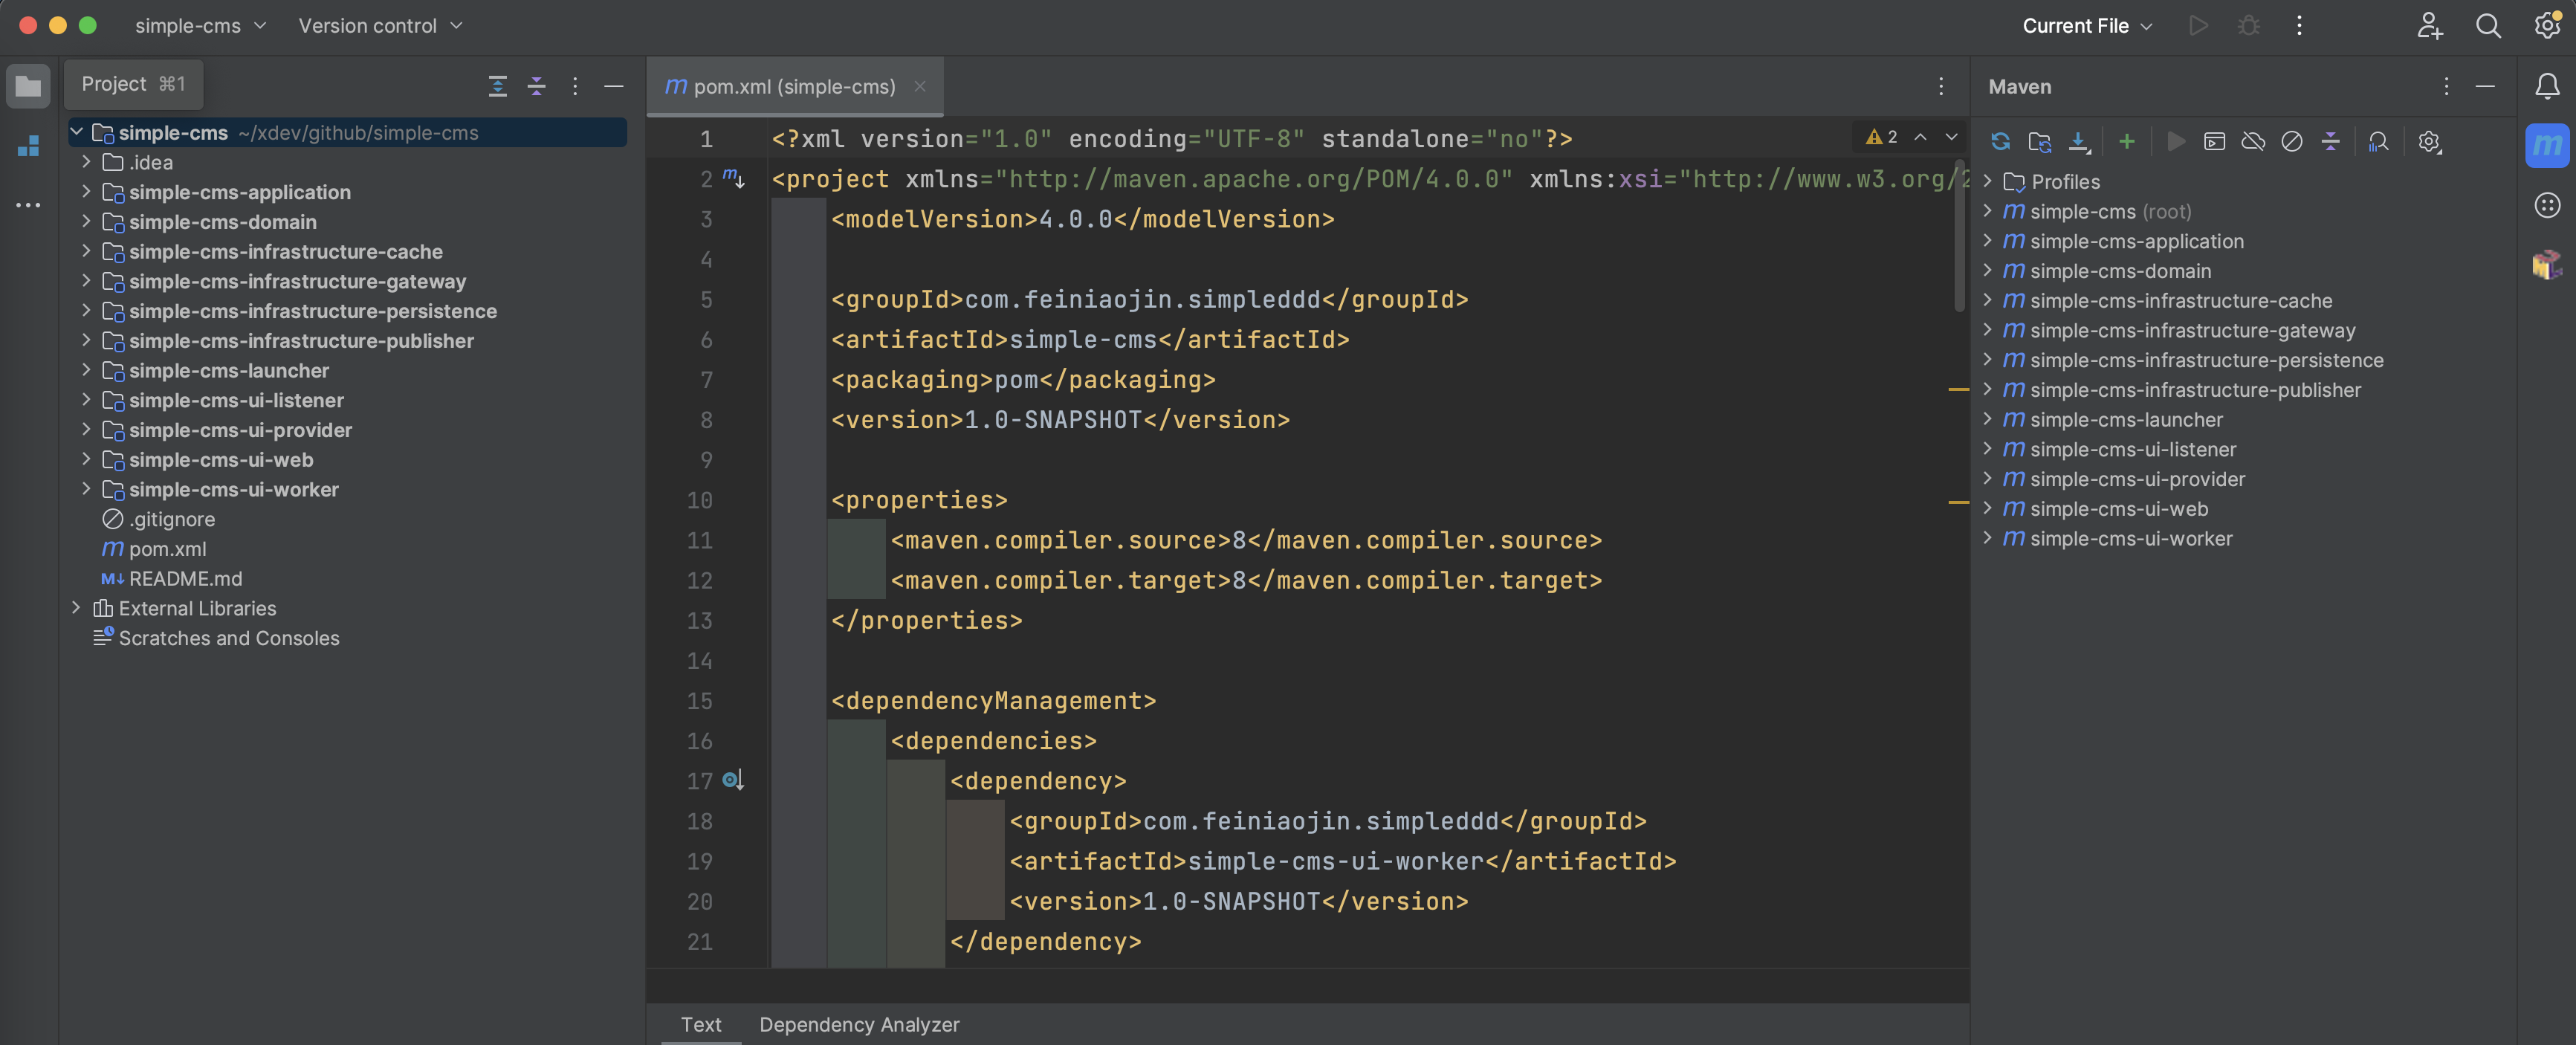 simple-cms
Version control
Current File
Project ⌘1
simple-cms ~/xdev/github/simple-cms
.idea
simple-cms-application
simple-cms-domain
simple-cms-infrastructure-cache
simple-cms-infrastructure-gateway
simple-cms-infrastructure-persistence
simple-cms-infrastructure-publisher
simple-cms-launcher
simple-cms-ui-listener
simple-cms-ui-provider
simple-cms-ui-web
simple-cms-ui-worker
.gitignore
m pom.xml
M↓ README.md
External Libraries
Scratches and Consoles
m pom.xml (simple-cms)
2
1 <?xml version="1.0" encoding="UTF-8" standalone="no"?>
2 <project xmlns="http://maven.apache.org/POM/4.0.0" xmlns:xsi="http://www.w3.org/2
3 <modelVersion>4.0.0</modelVersion>
4
5 <groupId>com.feiniaojin.simpleddd</groupId>
6 <artifactId>simple-cms</artifactId>
7 <packaging>pom</packaging>
8 <version>1.0-SNAPSHOT</version>
9
10 <properties>
11 <maven.compiler.source>8</maven.compiler.source>
12 <maven.compiler.target>8</maven.compiler.target>
13 </properties>
14
15 <dependencyManagement>
16 <dependencies>
17 <dependency>
18 <groupId>com.feiniaojin.simpleddd</groupId>
19 <artifactId>simple-cms-ui-worker</artifactId>
20 <version>1.0-SNAPSHOT</version>
21 </dependency>
Text
Dependency Analyzer
Maven
Profiles
m simple-cms (root)
m simple-cms-application
m simple-cms-domain
m simple-cms-infrastructure-cache
m simple-cms-infrastructure-gateway
m simple-cms-infrastructure-persistence
m simple-cms-infrastructure-publisher
m simple-cms-launcher
m simple-cms-ui-listener
m simple-cms-ui-provider
m simple-cms-ui-web
m simple-cms-ui-worker
m